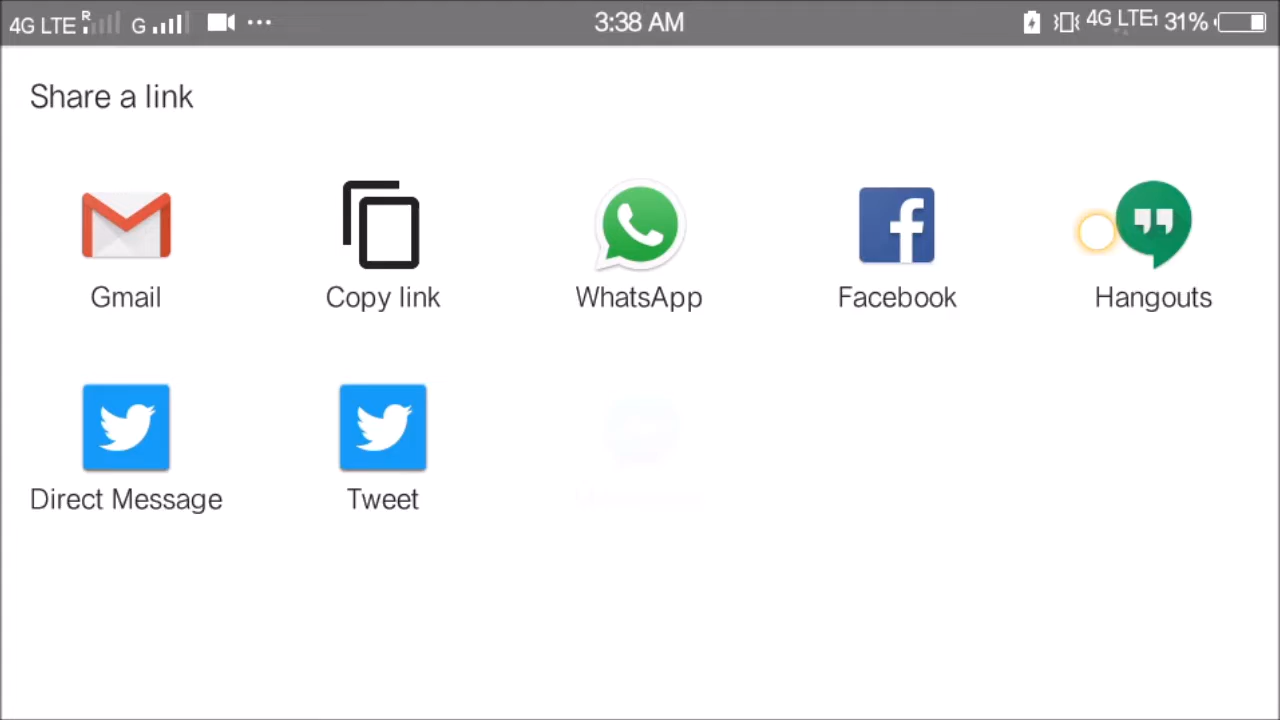 4G LTE R G 3:38 AM 4G LTE 31%
Share a link
Gmail Copy link WhatsApp Facebook Hangouts
Direct Message Tweet